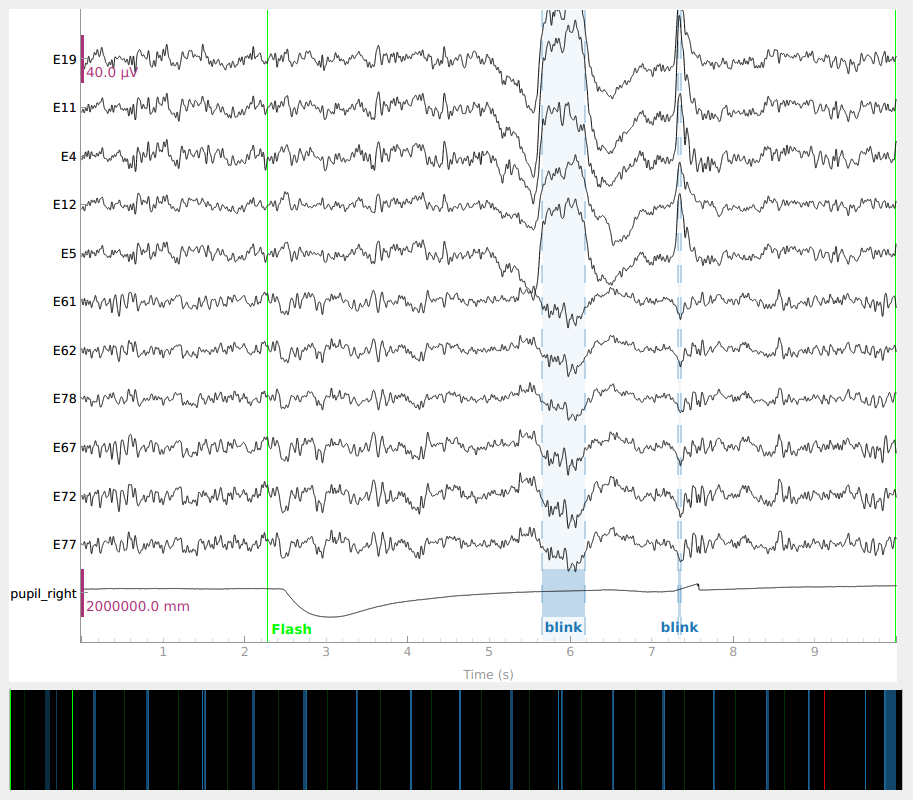 E19
40.0 µV
E11
E4
E12
E5
E61
E62
E78
E67
E72
E77
pupil_right
2000000.0 mm
Flash
blink
blink
1 2 3 4 5 6 7 8 9
Time (s)